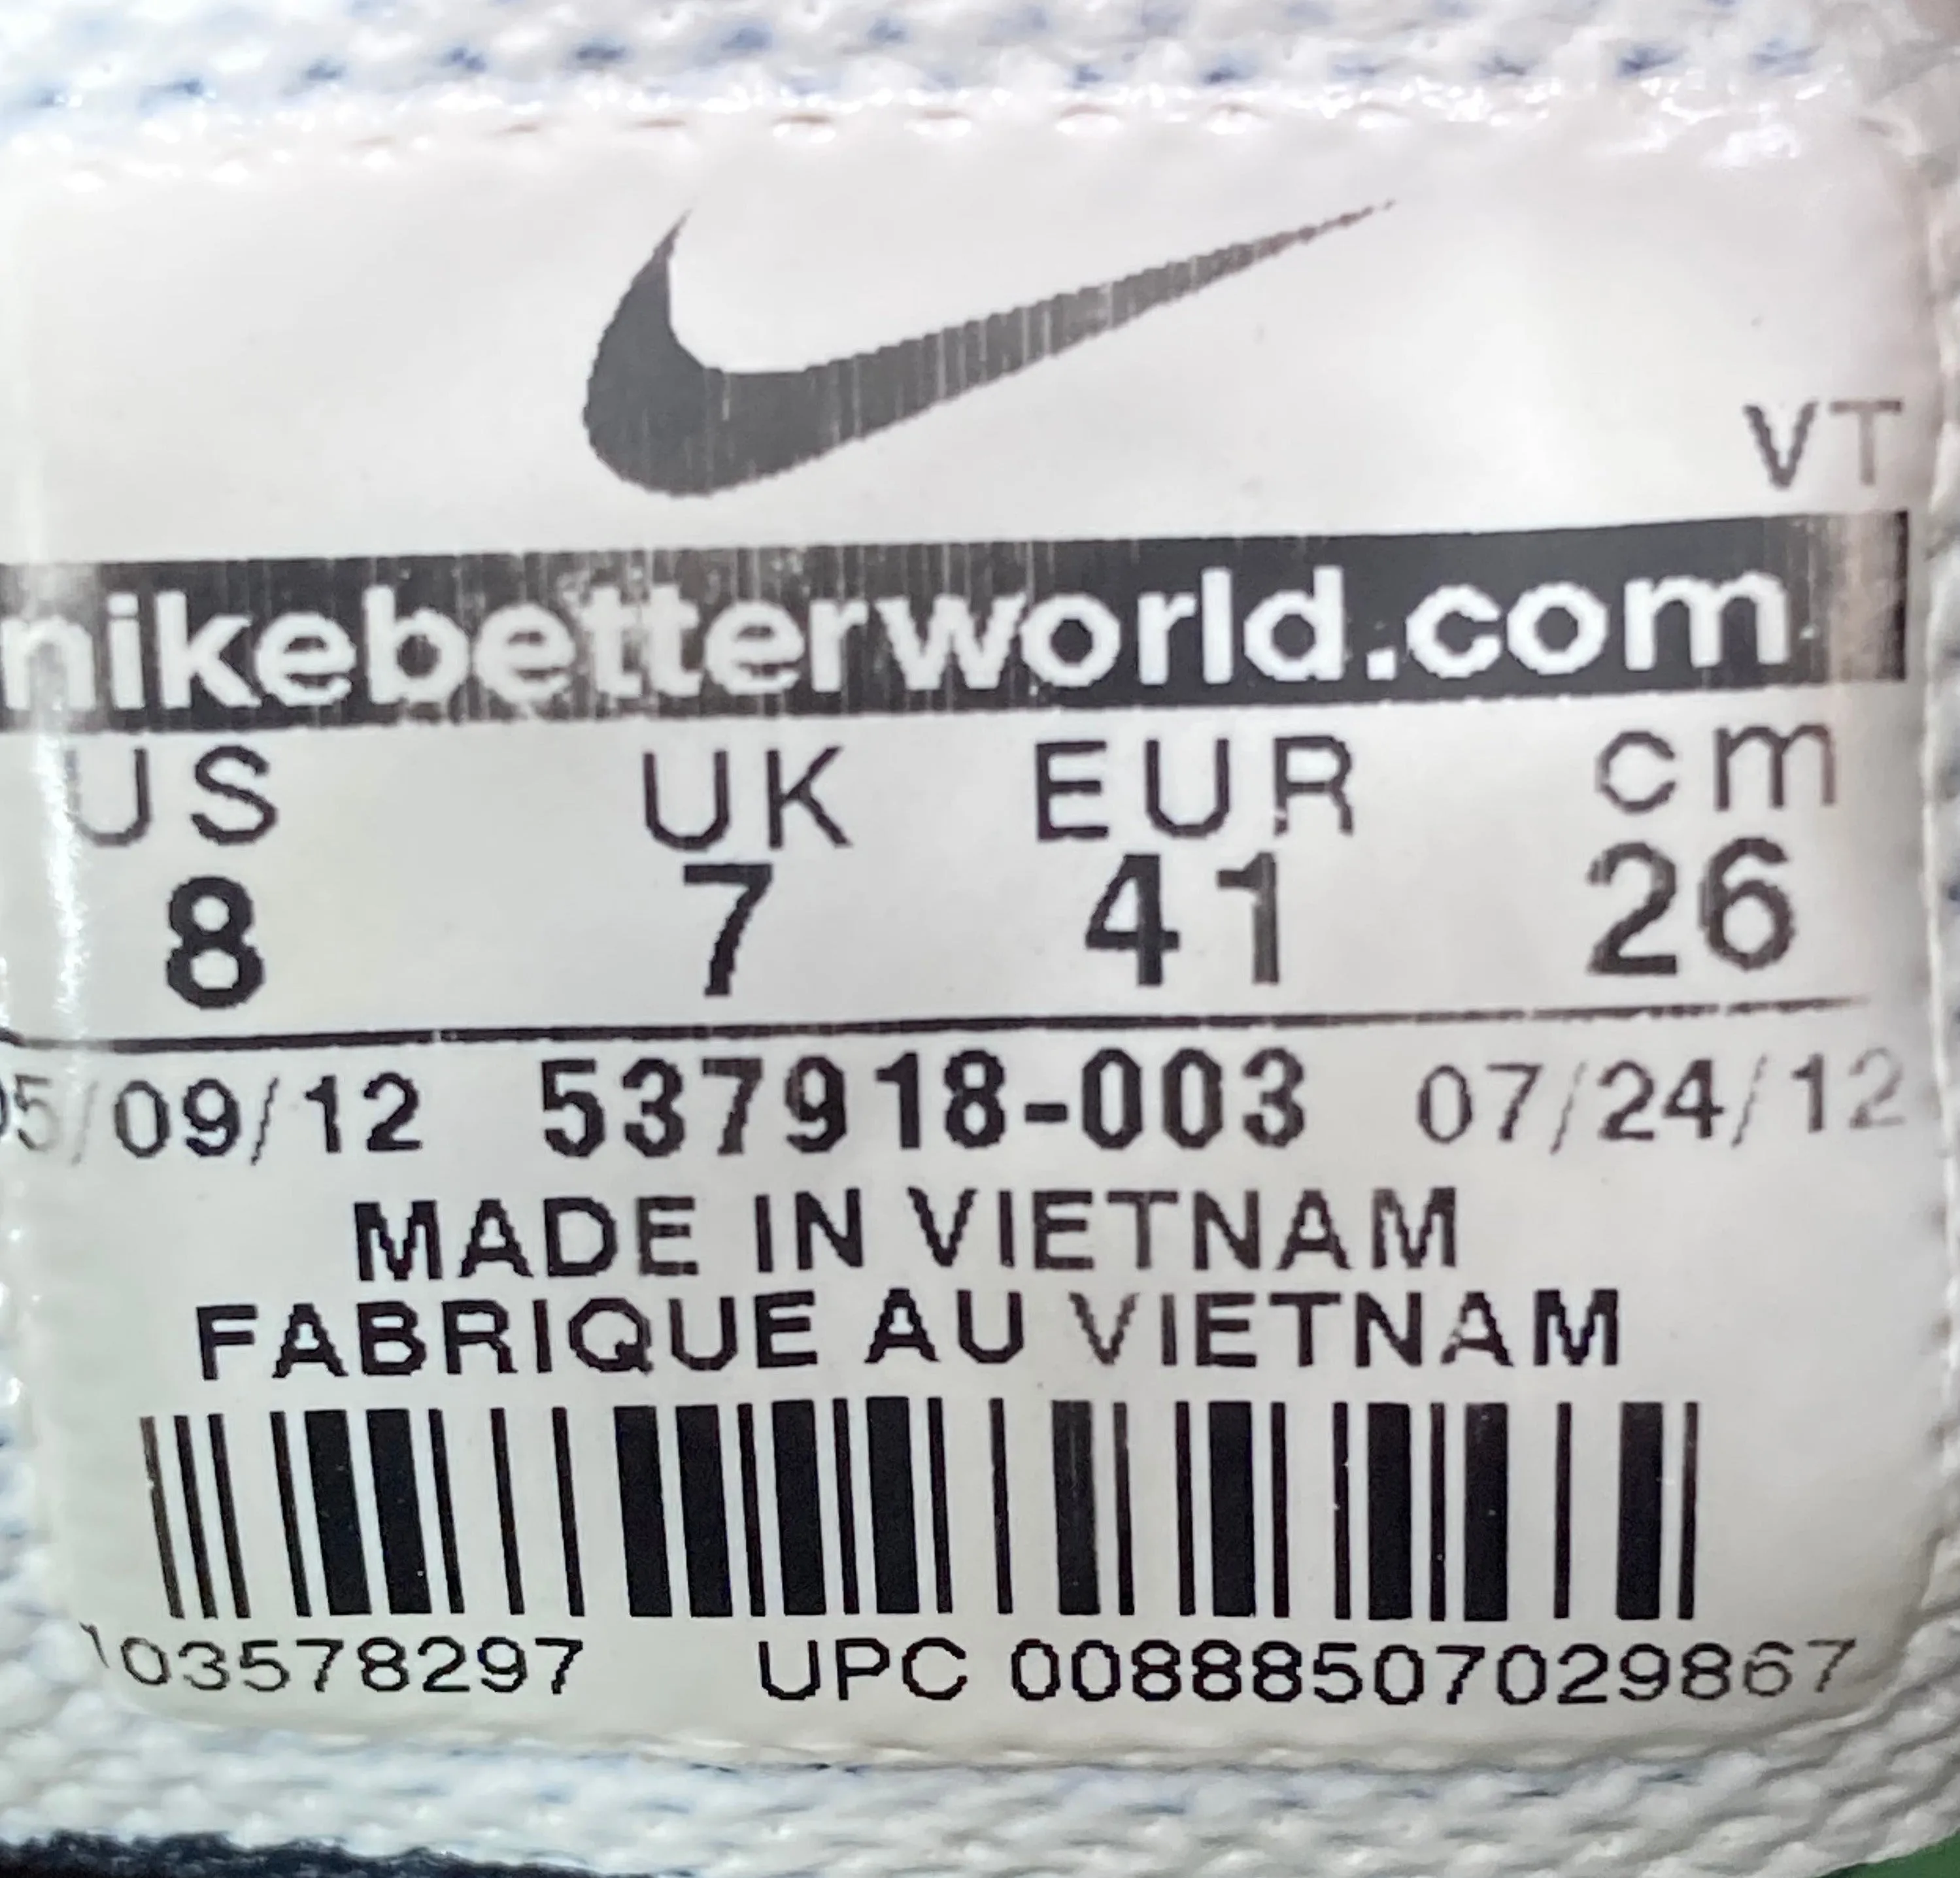 VT
nikebetterworld.com
US UK EUR cm
8 7 41 26
05/09/12 537918-003 07/24/12
MADE IN VIETNAM
FABRIQUE AU VIETNAM
103578297 UPC 00888507029867